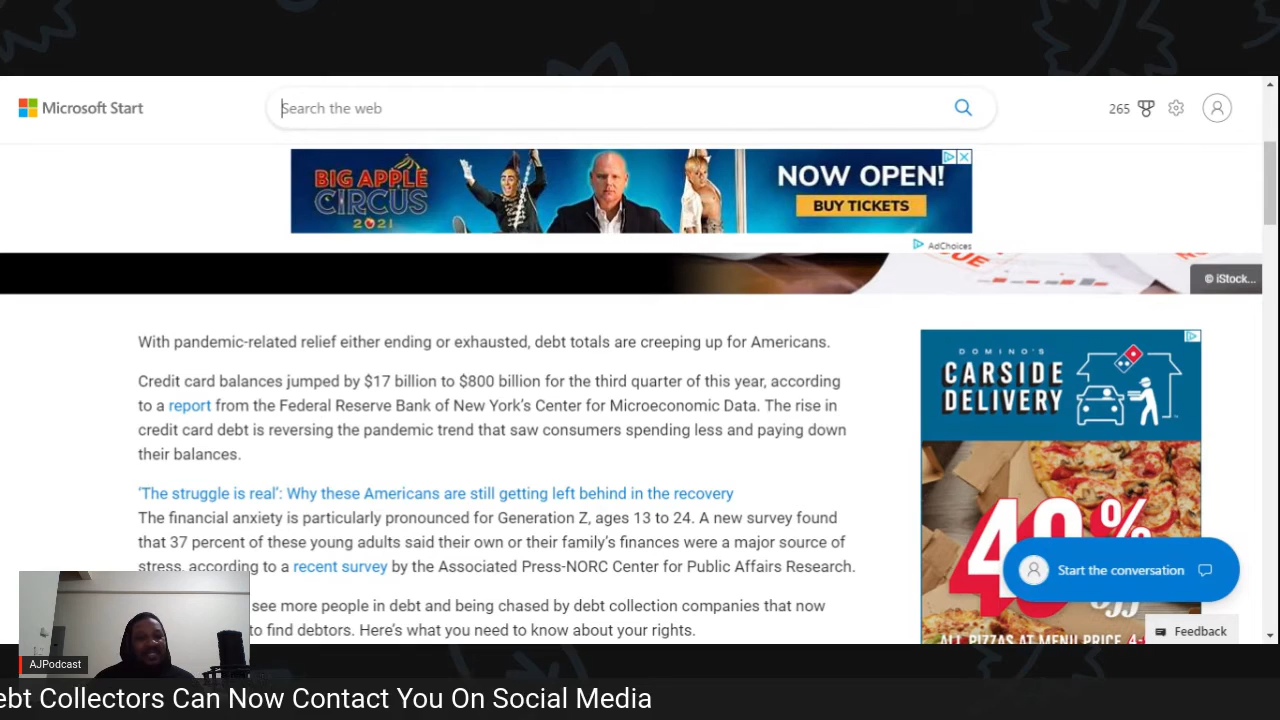 Microsoft Start
Search the web
265
BIG APPLE
CIRCUS
2021
NOW OPEN!
BUY TICKETS
AdChoices
© iStock...
With pandemic-related relief either ending or exhausted, debt totals are creeping up for Americans.
Credit card balances jumped by $17 billion to $800 billion for the third quarter of this year, according
to a report from the Federal Reserve Bank of New York’s Center for Microeconomic Data. The rise in
credit card debt is reversing the pandemic trend that saw consumers spending less and paying down
their balances.
‘The struggle is real’: Why these Americans are still getting left behind in the recovery
The financial anxiety is particularly pronounced for Generation Z, ages 13 to 24. A new survey found
that 37 percent of these young adults said their own or their family’s finances were a major source of
stress, according to a recent survey by the Associated Press-NORC Center for Public Affairs Research.
see more people in debt and being chased by debt collection companies that now
to find debtors. Here’s what you need to know about your rights.
DOMINO'S
CARSIDE
DELIVERY
%
off
ALL PIZZAS AT MENU PRICE
Start the conversation
Feedback
AJPodcast
ebt Collectors Can Now Contact You On Social Media